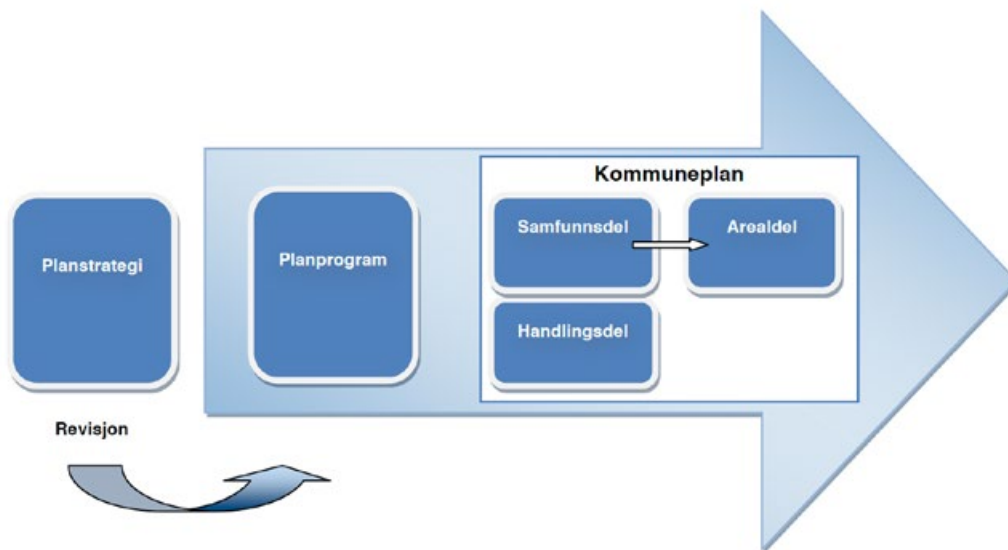 Kommuneplan
Planstrategi
Planprogram
Samfunnsdel
Arealdel
Handlingsdel
Revisjon